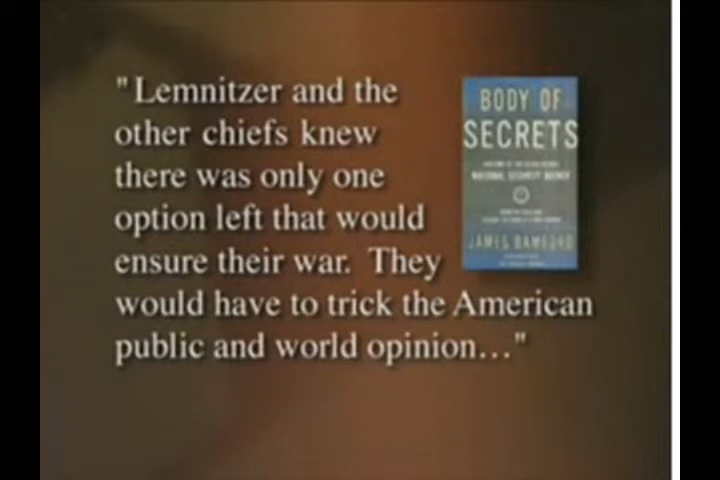 "Lemnitzer and the
other chiefs knew
there was only one
option left that would
ensure their war. They
would have to trick the American
public and world opinion..."
BODY OF
SECRETS
NATIONAL SECURITY AGENCY
JAMES BAMFORD